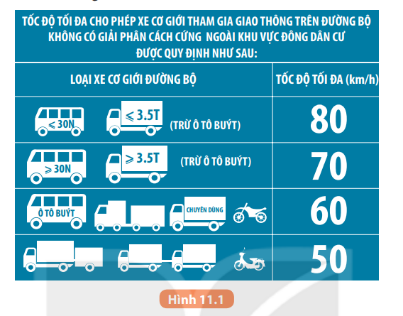 TỐC ĐỘ TỐI ĐA CHO PHÉP XE CƠ GIỚI THAM GIA GIAO THÔNG TRÊN ĐƯỜNG BỘ
KHÔNG CÓ GIẢI PHÂN CÁCH CỨNG NGOÀI KHU VỰC ĐÔNG DÂN CƯ
ĐƯỢC QUY ĐỊNH NHƯ SAU:
LOẠI XE CƠ GIỚI ĐƯỜNG BỘ TỐC ĐỘ TỐI ĐA (km/h)
≤ 30N ≤ 3.5T (TRỪ Ô TÔ BUÝT) 80
≥ 30N ≥ 3.5T (TRỪ Ô TÔ BUÝT) 70
Ô TÔ BUÝT CHUYÊN DÙNG 60
50
Hình 11.1